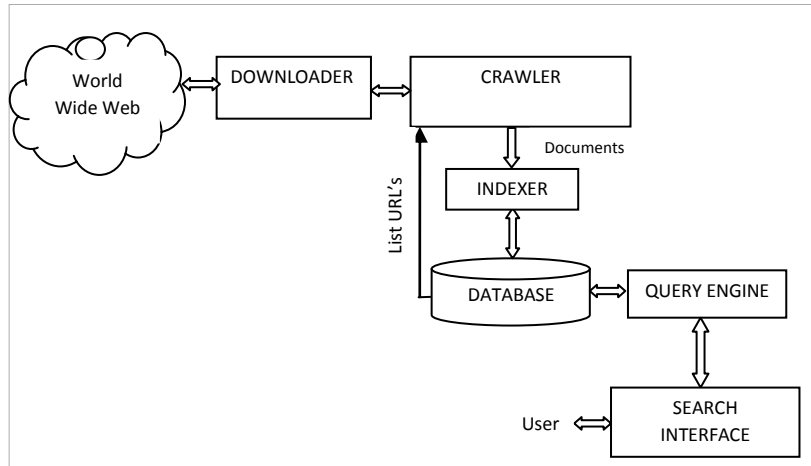 World
Wide Web
DOWNLOADER
CRAWLER
Documents
INDEXER
List URL's
DATABASE
QUERY ENGINE
User
SEARCH
INTERFACE